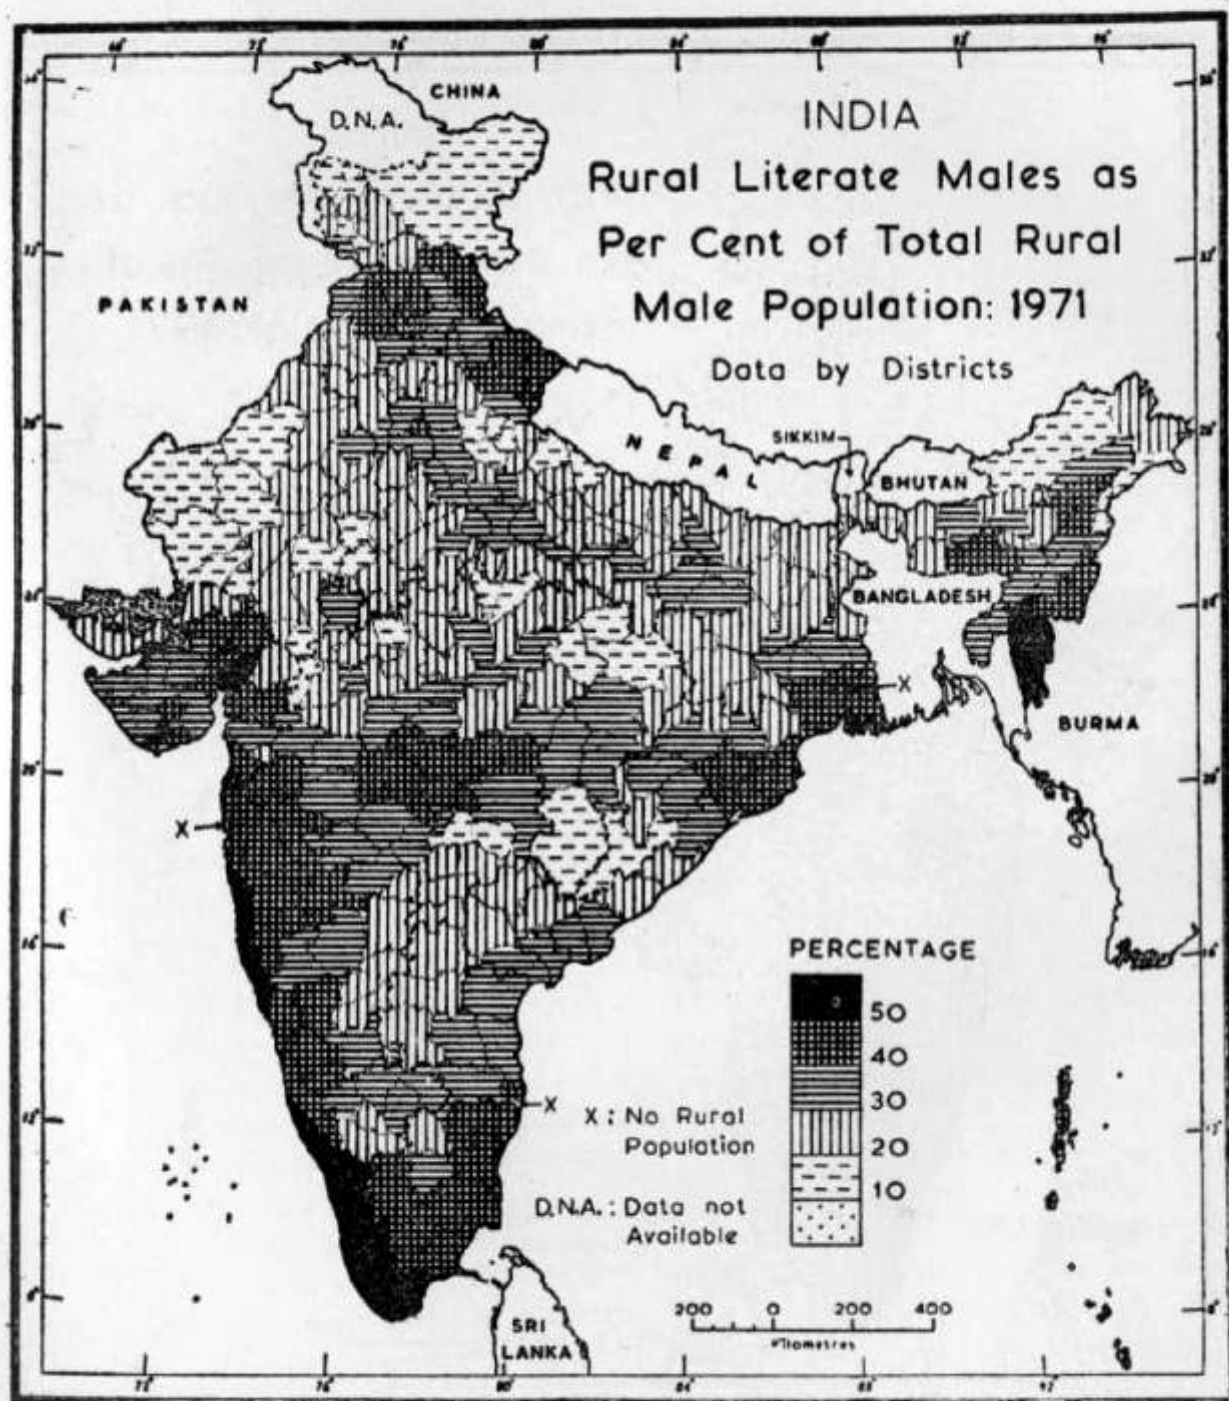 CHINA
D.N.A.
INDIA
Rural Literate Males as
Per Cent of Total Rural
Male Population: 1971
Data by Districts
PAKISTAN
NEPAL
SIKKIM
BHUTAN
BANGLADESH
X
BURMA
X
PERCENTAGE
50
40
30
20
10
X
X : No Rural
Population
D.N.A. : Data not
Available
200 0 200 400
Kilometres
SRI
LANKA